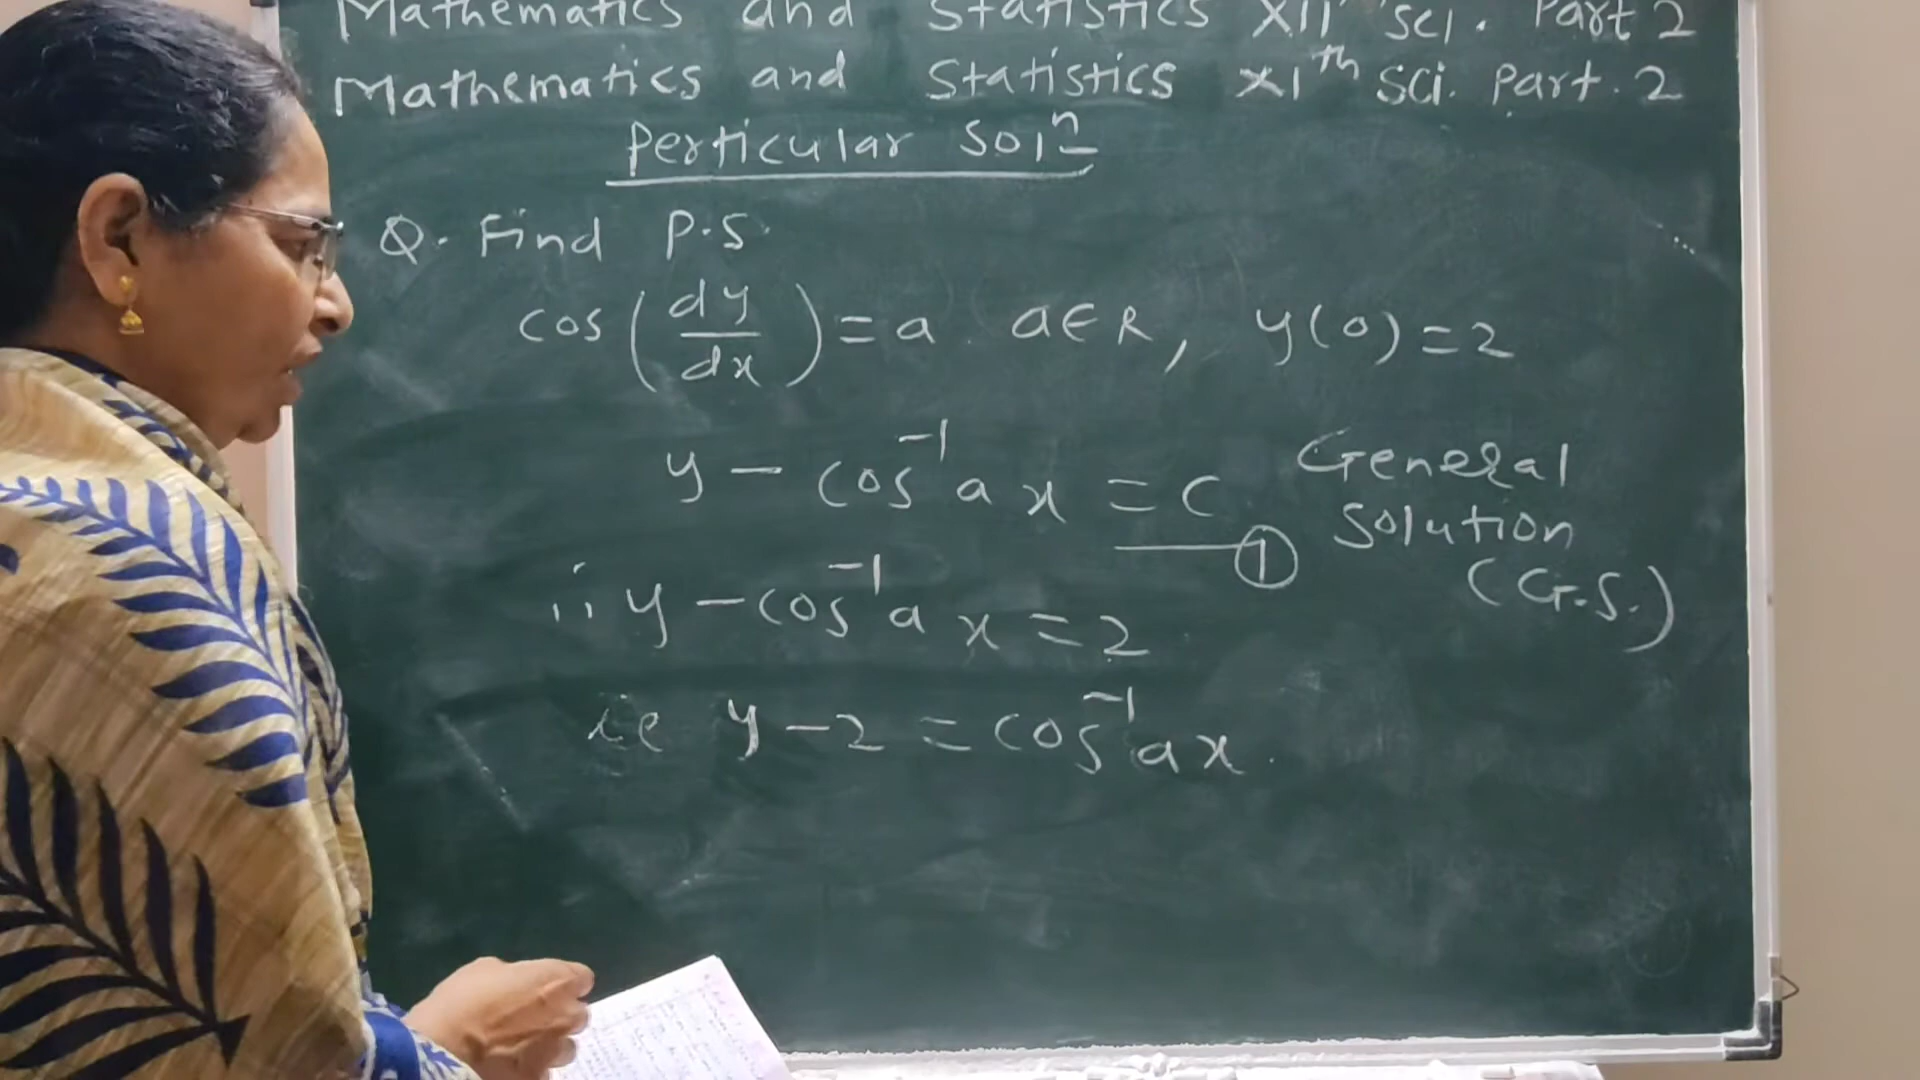 Mathematics and Statistics XIIth Sci. Part 2
Mathematics and Statistics XIth Sci. Part. 2
Perticular Solⁿ
Q. Find P.S.
cos(dy/dx) = a a∈R, y(0)=2
y − cos⁻¹a x = c General
① Solution
(G.S.)
∴ y − cos⁻¹a x = 2
ie y − 2 = cos⁻¹a x.